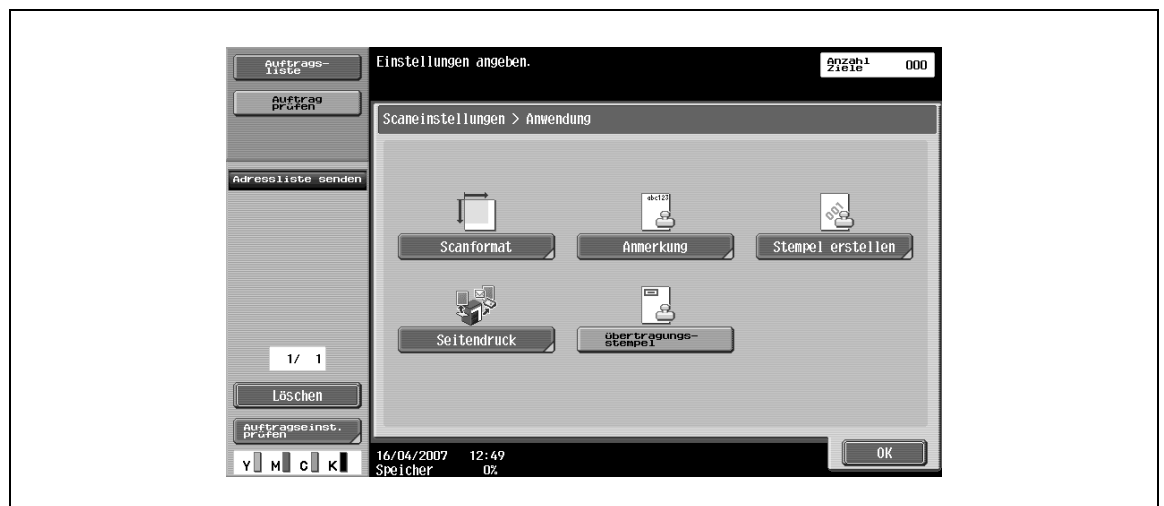 Auftrags-
liste
Einstellungen angeben.
Anzahl
Ziele 000
Auftrag
prüfen
Scaneinstellungen > Anwendung
Adressliste senden
abc123
001
Scanformat
Anmerkung
Stempel erstellen
Seitendruck
übertragungs-
stempel
1/ 1
Löschen
Auftragseinst.
prüfen
Y M C K
16/04/2007 12:49
Speicher 0%
OK